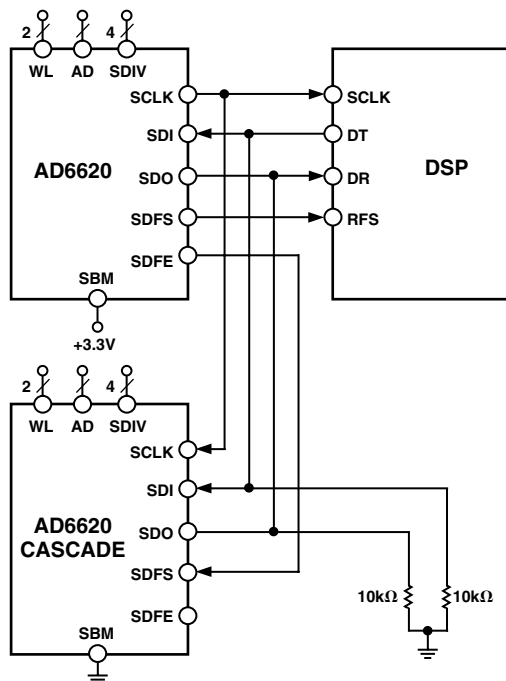 2
4
WL AD SDIV
SCLK
SDI
SDO
SDFS
SDFE
AD6620
SBM
+3.3V
SCLK
DT
DR
RFS
DSP
2
4
WL AD SDIV
SCLK
SDI
SDO
SDFS
SDFE
AD6620
CASCADE
SBM
10kΩ
10kΩ